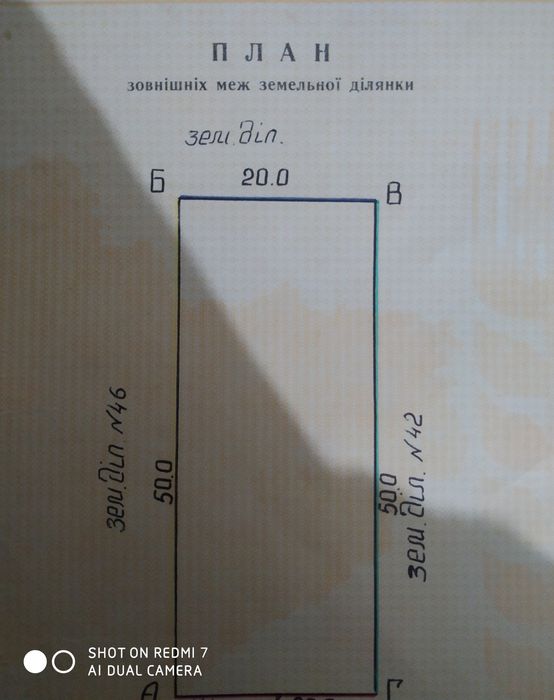 ПЛАН
зовнішніх меж земельної ділянки
зем. діл.
Б 20.0 В
зем. діл №46
50.0
50.0
зем. діл. №42
SHOT ON REDMI 7
AI DUAL CAMERA
А Г